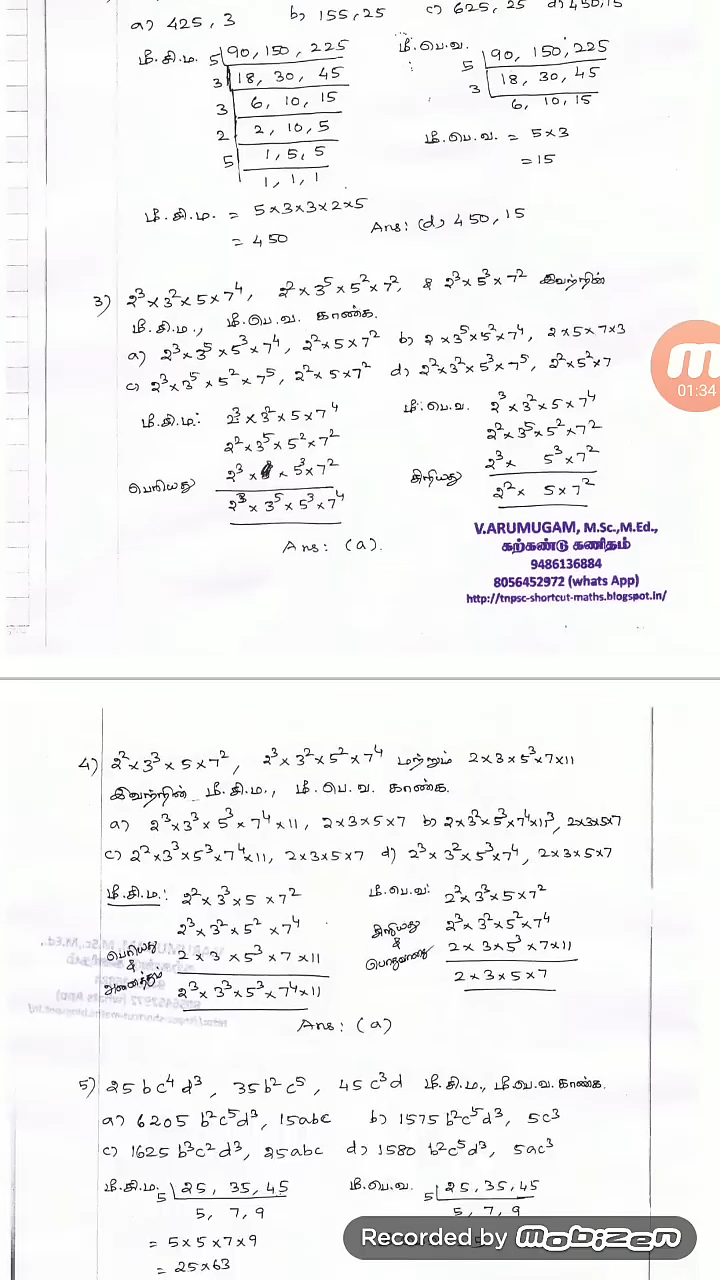 a) 425, 3 b) 155, 25 c) 625, 25 d) 450, 15
மீ.சி.ம. 5 | 90, 150, 225 மீ.பெ.வ. 5 | 90, 150, 225
3 | 18, 30, 45 3 | 18, 30, 45
3 | 6, 10, 15 6, 10, 15
2 | 2, 10, 5 மீ.பெ.வ. = 5×3
5 | 1, 5, 5 = 15
1, 1, 1
மீ.சி.ம. = 5×3×3×2×5
= 450 Ans: (d) 450, 15
3) 2³×3²×5×7⁴, 2²×3⁵×5²×7², & 2³×5³×7² இவற்றின்
மீ.சி.ம., மீ.பெ.வ. காண்க.
a) 2³×3⁵×5³×7⁴, 2²×5×7² b) 2×3⁵×5²×7⁴, 2×5×7×3
c) 2³×3⁵×5²×7⁵, 2²×5×7² d) 2²×3²×5³×7⁵, 2²×5²×7
மீ.சி.ம: 2³×3²×5×7⁴ மீ.பெ.வ. 2³×3²×5×7⁴
2²×3⁵×5²×7² 2²×3⁵×5²×7²
பெரியது 2³× ×5³×7² சிறியது 2³× 5³×7²
2³×3⁵×5³×7⁴ 2²× 5×7²
Ans: (a).
V.ARUMUGAM, M.Sc.,M.Ed.,
கற்கண்டு கணிதம்
9486136884
8056452972 (whats App)
http://tnpsc-shortcut-maths.blogspot.in/
01:34
4) 2²×3³×5×7², 2³×3²×5²×7⁴ மற்றும் 2×3×5³×7×11
இவற்றின் மீ.சி.ம., மீ.பெ.வ. காண்க.
a) 2³×3³×5³×7⁴×11, 2×3×5×7 b) 2×3²×5³×7⁴×11³, 2×3×5×7
c) 2²×3³×5³×7⁴×11, 2×3×5×7 d) 2³×3²×5³×7⁴, 2×3×5×7
மீ.சி.ம.: 2²×3³×5×7² மீ.பெ.வ: 2²×3³×5×7²
2³×3²×5²×7⁴ சிறியது 2³×3²×5²×7⁴
பெரியது & அனைத்தும் 2×3×5³×7×11 & பொதுவானது 2×3×5³×7×11
2³×3³×5³×7⁴×11 2×3×5×7
Ans: (a)
5) 25bc⁴d³, 35b²c⁵, 45c³d மீ.சி.ம., மீ.பெ.வ. காண்க.
a) 6205 b²c⁵d³, 15abc b) 1575 b²c⁵d³, 5c³
c) 1625 b³c²d³, 25abc d) 1580 b²c⁵d³, 5ac³
மீ.சி.ம. 5 | 25, 35, 45 மீ.பெ.வ. 5 | 25, 35, 45
5, 7, 9 5, 7, 9
= 5×5×7×9
= 25×63
Recorded by mobizen